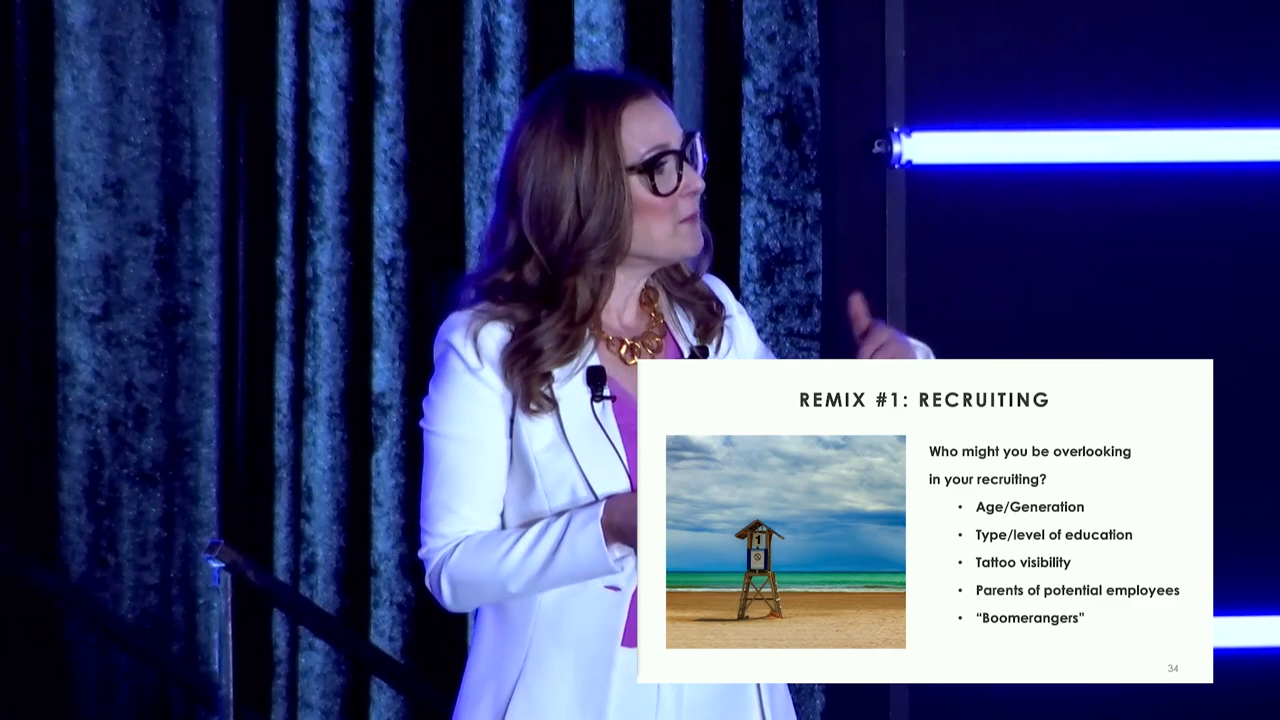 REMIX #1: RECRUITING
Who might you be overlooking
in your recruiting?
• Age/Generation
• Type/level of education
• Tattoo visibility
• Parents of potential employees
• “Boomerangers”
1
34